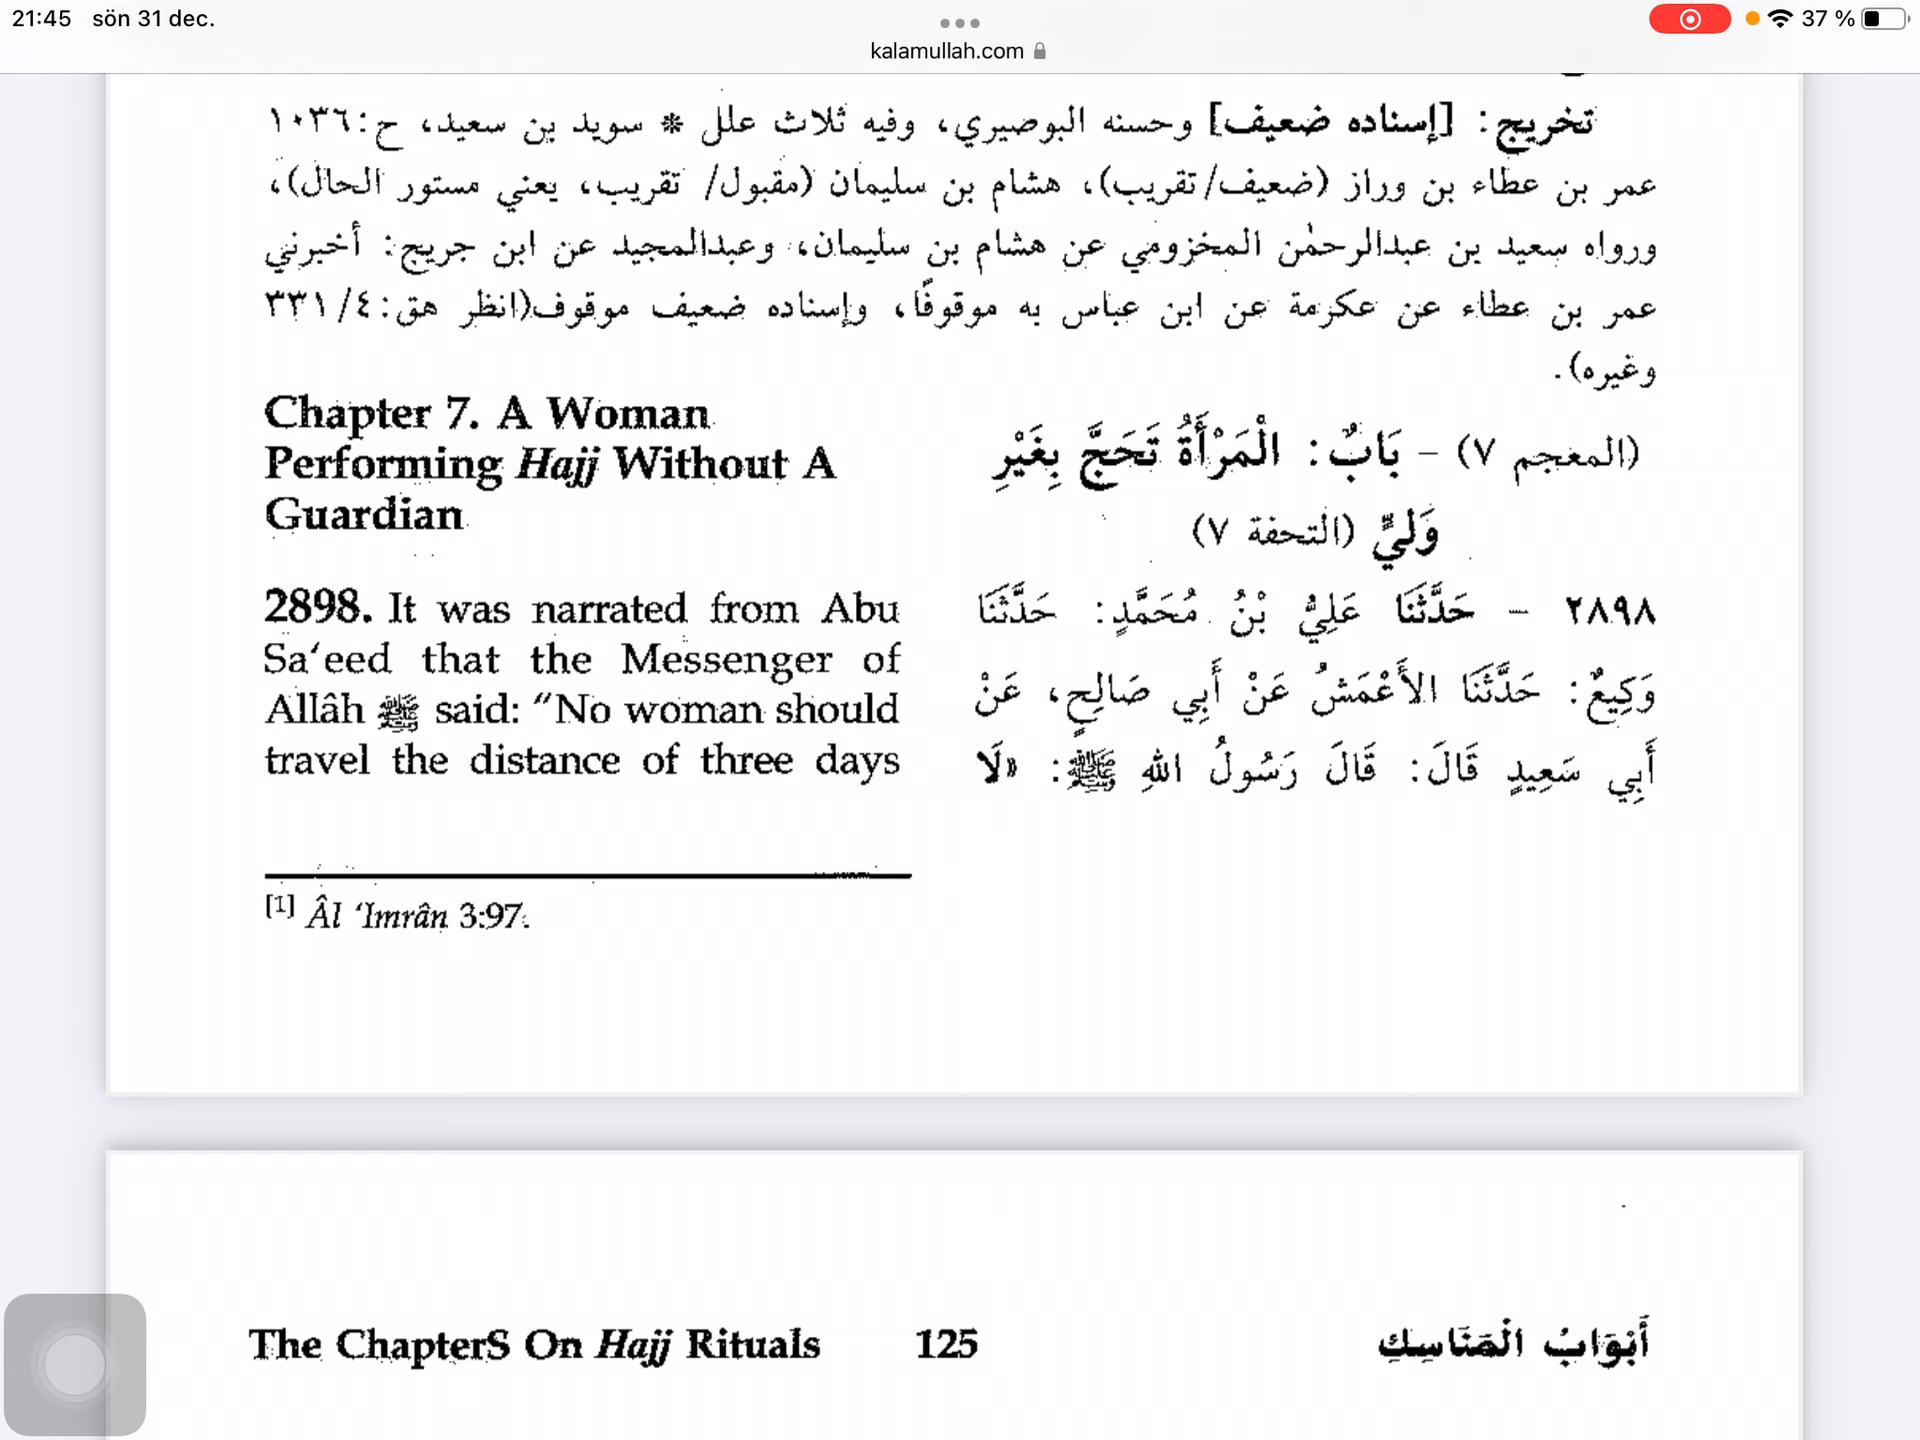 21:45 sön 31 dec.
37 %
kalamullah.com
تخريج: [إسناده ضعيف] وحسنه البوصيري، وفيه ثلاث علل * سويد بن سعيد، ح:١٠٣٦
عمر بن عطاء بن وراز (ضعيف/تقريب)، هشام بن سليمان (مقبول/ تقريب، يعني مستور الحال)،
ورواه سعيد بن عبدالرحمٰن المخزومي عن هشام بن سليمان، وعبدالمجيد عن ابن جريج: أخبرني
عمر بن عطاء عن عكرمة عن ابن عباس به موقوفًا، وإسناده ضعيف موقوف(انظر هق:٤/ ٣٣١
وغيره).
Chapter 7. A Woman
Performing Hajj Without A
Guardian
(المعجم ٧) – بَابٌ: الْمَرْأَةُ تَحَجَّ بِغَيْرِ
وَلِيٍّ (التحفة ٧)
2898. It was narrated from Abu
Sa‘eed that the Messenger of
Allâh ﷺ said: “No woman should
travel the distance of three days
٢٨٩٨ – حَدَّثَنَا عَلِيُّ بْنُ مُحَمَّدٍ: حَدَّثَنَا
وَكِيعٌ: حَدَّثَنَا الأَعْمَشُ عَنْ أَبِي صَالِحٍ، عَنْ
أَبِي سَعِيدٍ قَالَ: قَالَ رَسُولُ اللهِ ﷺ: «لَا
[1] Âl ‘Imrân 3:97.
The ChapterS On Hajj Rituals 125 أَبْوَابُ الْمَنَاسِكِ